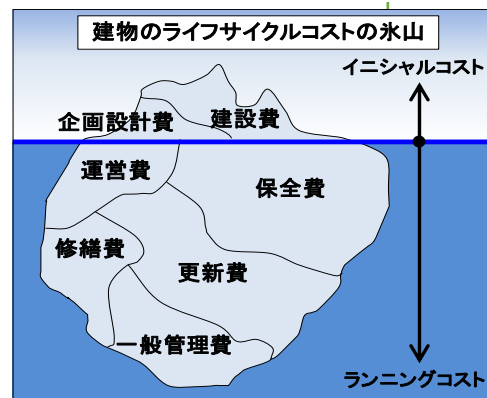 建物のライフサイクルコストの氷山
イニシャルコスト
企画設計費
建設費
運営費
保全費
修繕費
更新費
一般管理費
ランニングコスト